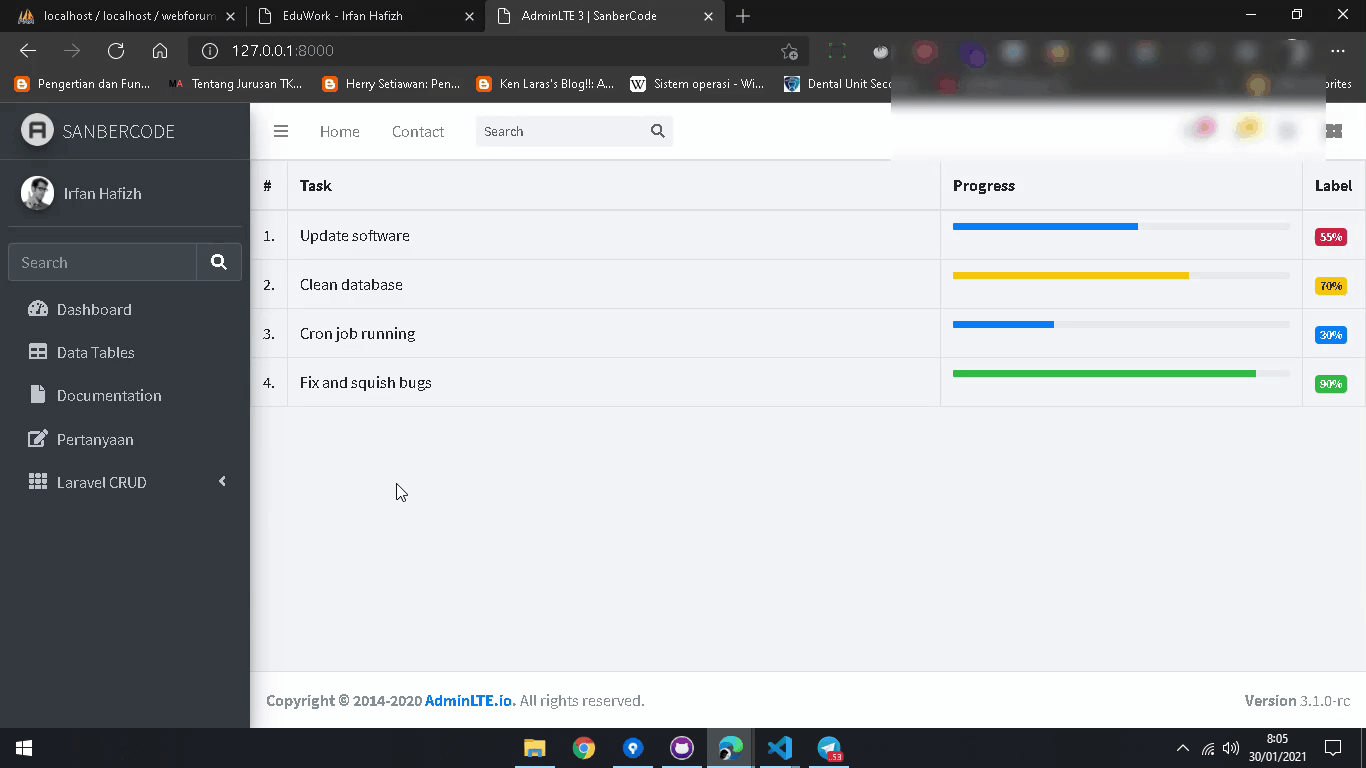 localhost / localhost / webforum
EduWork - Irfan Hafizh
AdminLTE 3 | SanberCode
127.0.0.1:8000
Pengertian dan Fun...
MA
Tentang Jurusan TK...
Herry Setiawan: Pen...
Ken Laras's Blog!!: A...
W
Sistem operasi - Wi...
Dental Unit Seco
orites
A
SANBERCODE
Home
Contact
Search
Irfan Hafizh
Search
Dashboard
Data Tables
Documentation
Pertanyaan
Laravel CRUD
# Task Progress Label
1. Update software 55%
2. Clean database 70%
3. Cron job running 30%
4. Fix and squish bugs 90%
Copyright © 2014-2020 AdminLTE.io. All rights reserved.
Version 3.1.0-rc
53
8:05
30/01/2021